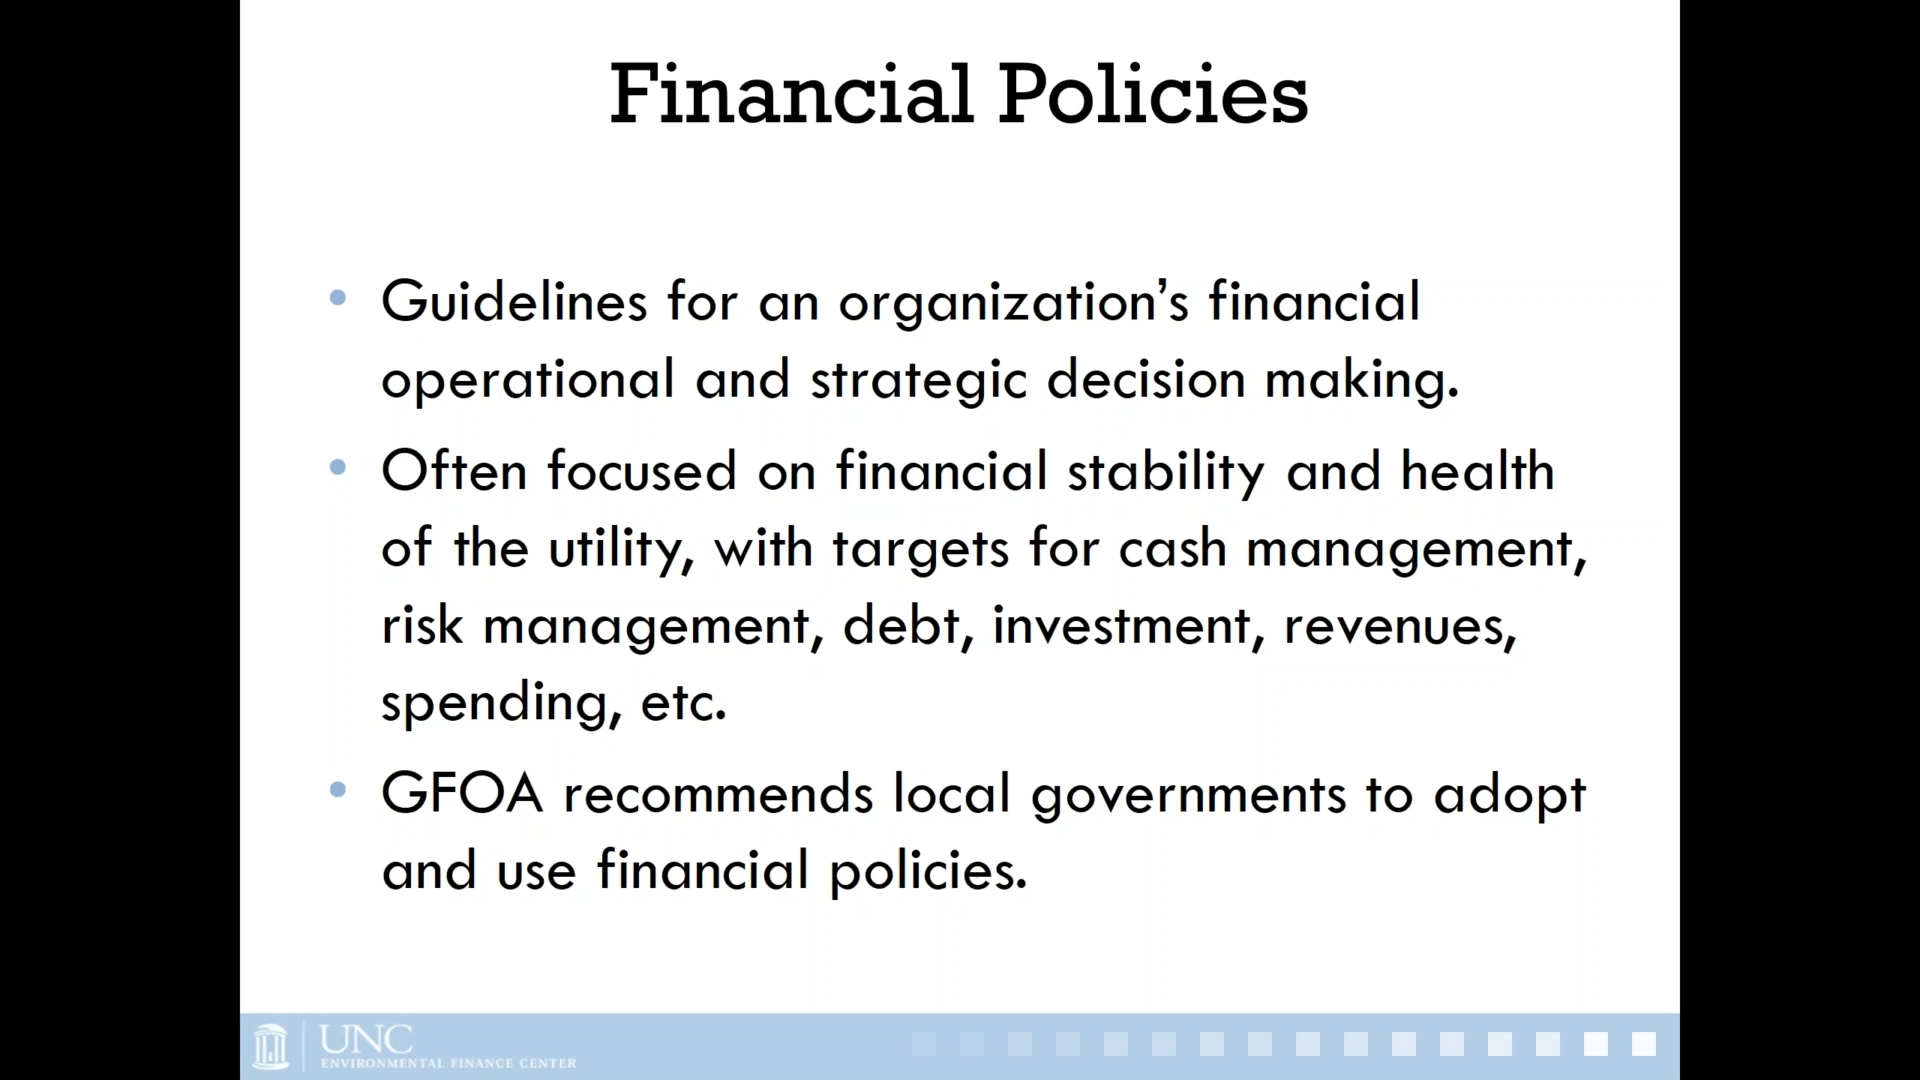 Financial Policies
• Guidelines for an organization’s financial
operational and strategic decision making.
• Often focused on financial stability and health
of the utility, with targets for cash management,
risk management, debt, investment, revenues,
spending, etc.
• GFOA recommends local governments to adopt
and use financial policies.
UNC
ENVIRONMENTAL FINANCE CENTER